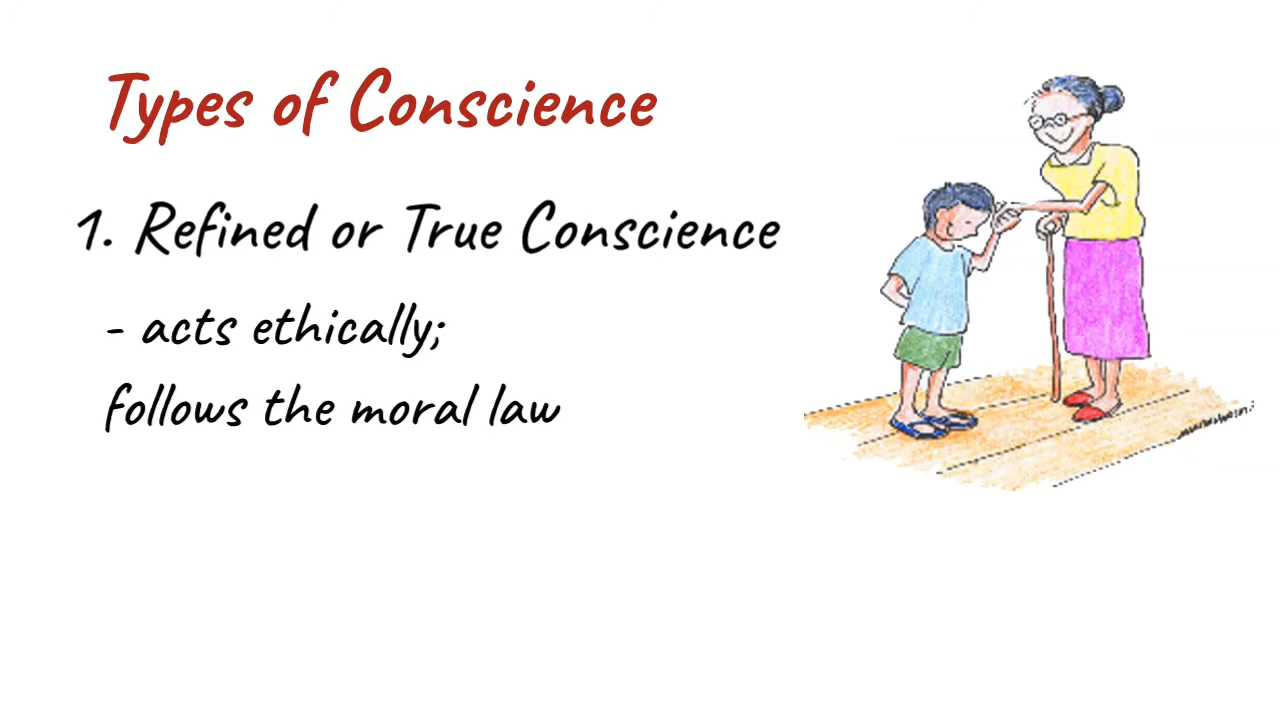 Types of Conscience
1. Refined or True Conscience
- acts ethically;
follows the moral law